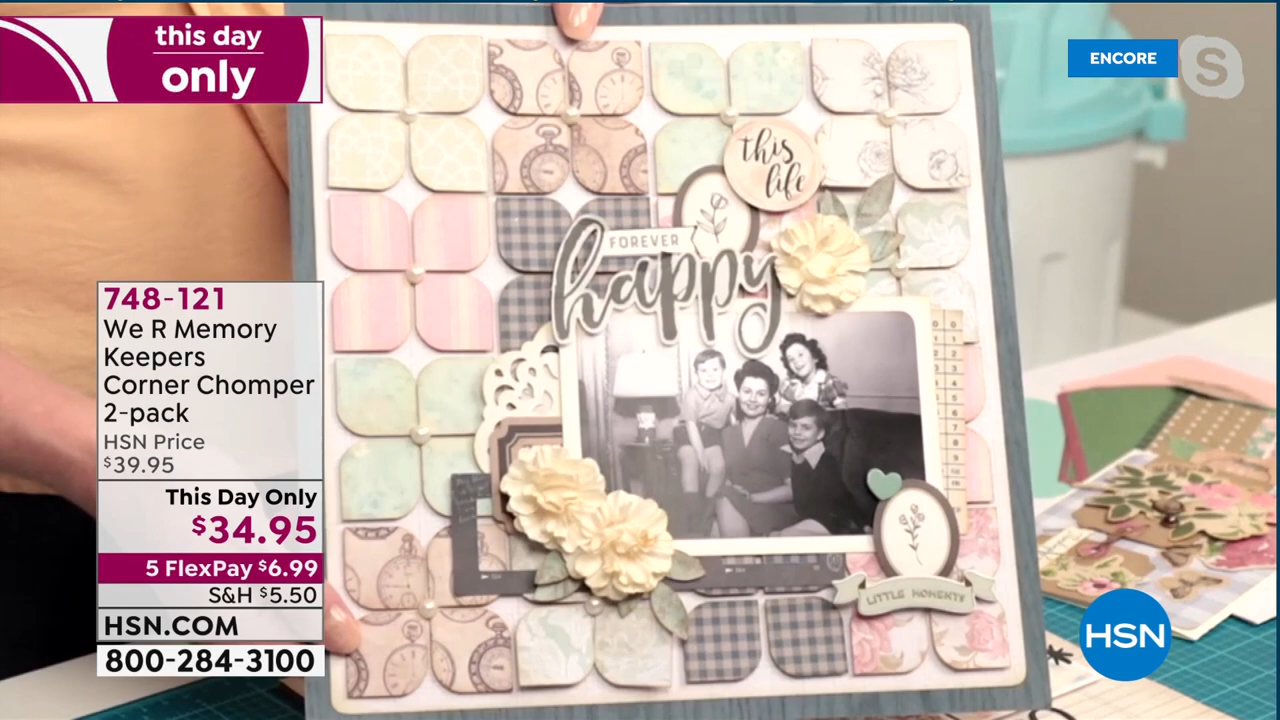 this day
only
ENCORE
S
this
life
FOREVER
happy
748-121
We R Memory
Keepers
Corner Chomper
2-pack
HSN Price
$39.95
This Day Only
$34.95
5 FlexPay $6.99
S&H $5.50
HSN.COM
800-284-3100
LITTLE MOMENTS
HSN